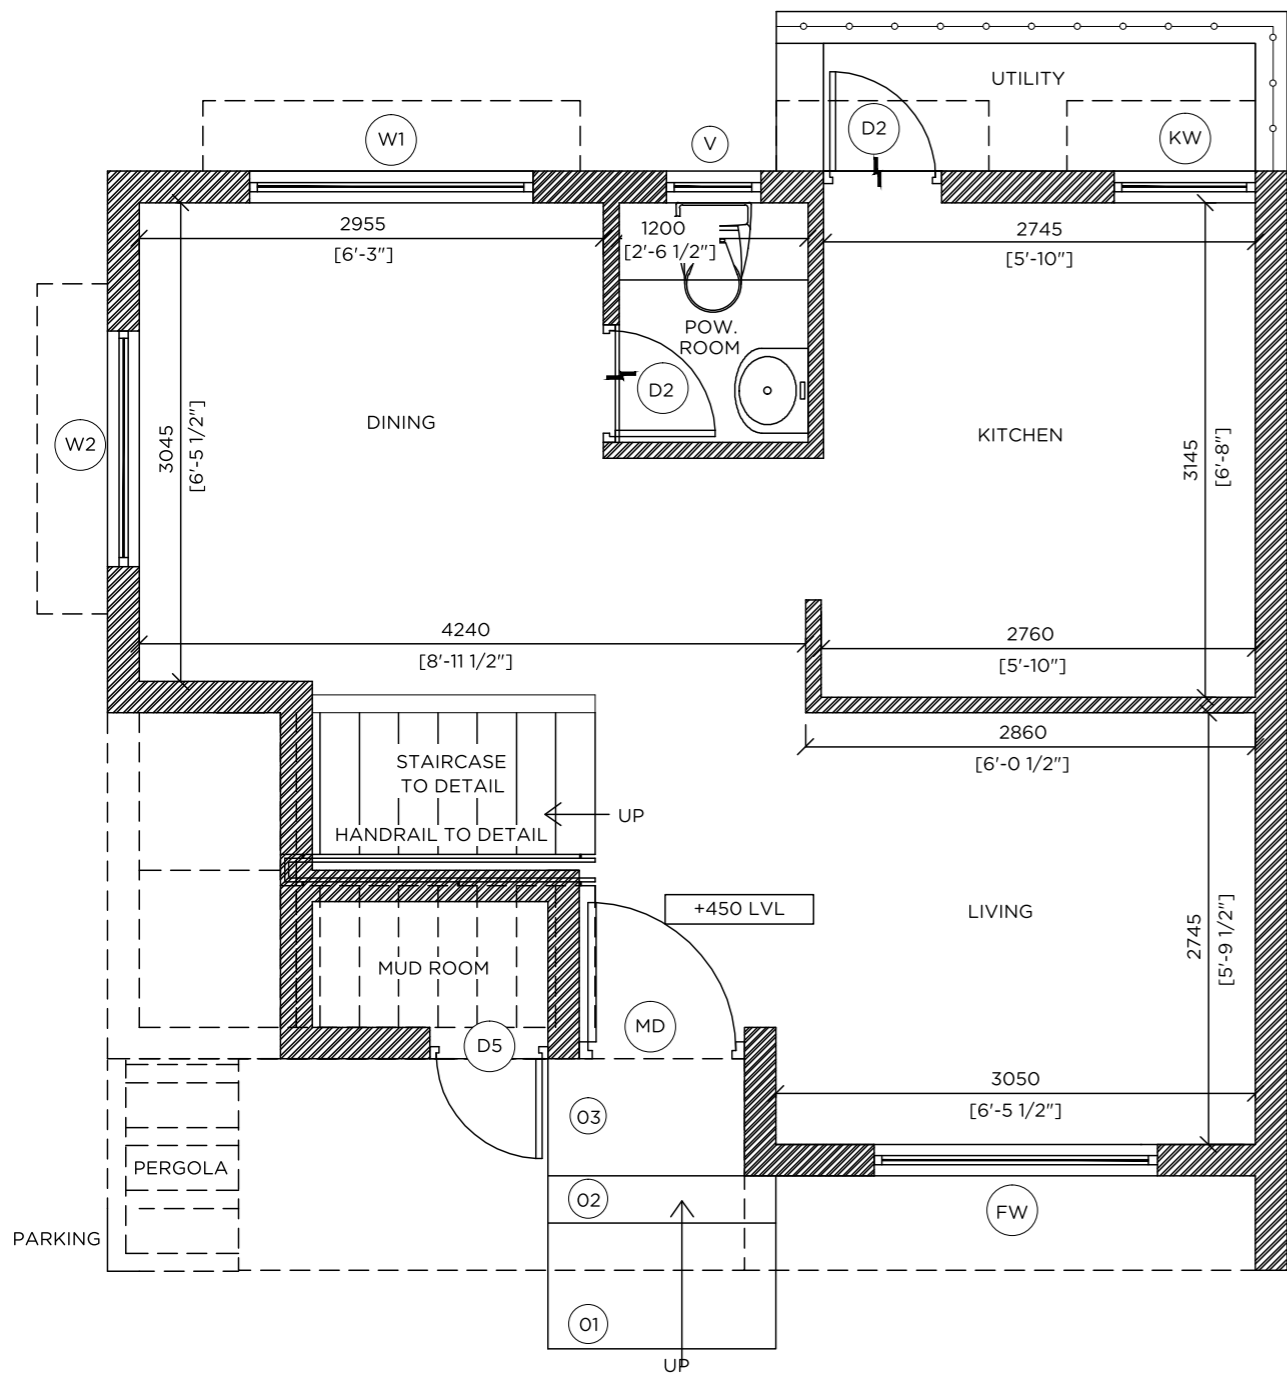 UTILITY
W1
V
D2
KW
2955
[6'-3"]
1200
[2'-6 1/2"]
2745
[5'-10"]
POW.
ROOM
D2
W2
3045
[6'-5 1/2"]
DINING
KITCHEN
3145
[6'-8"]
4240
[8'-11 1/2"]
2760
[5'-10"]
2860
[6'-0 1/2"]
STAIRCASE
TO DETAIL
UP
HANDRAIL TO DETAIL
+450 LVL
LIVING
2745
[5'-9 1/2"]
MUD ROOM
D5
MD
3050
[6'-5 1/2"]
03
PERGOLA
02
FW
PARKING
01
UP